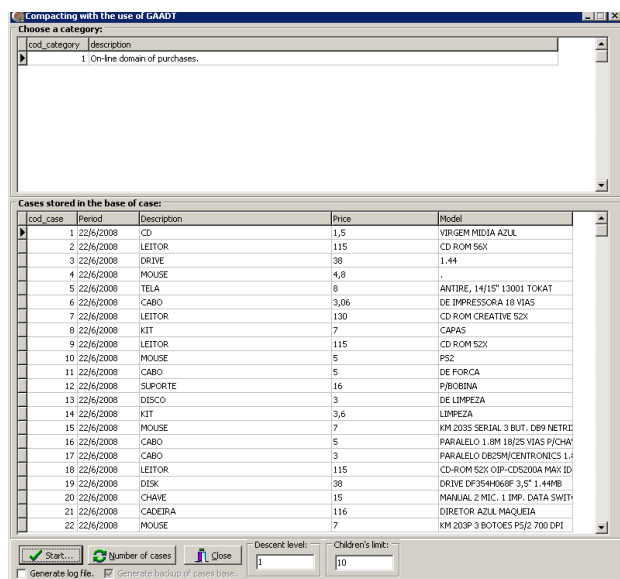 Compacting with the use of GAADT
Choose a category:
cod_category description
1 On-line domain of purchases.
Cases stored in the base of case:
cod_case Period Description Price Model
1 22/6/2008 CD 1,5 VIRGEM MIDIA AZUL
2 22/6/2008 LEITOR 115 CD ROM 56X
3 22/6/2008 DRIVE 38 1.44
4 22/6/2008 MOUSE 4,8 .
5 22/6/2008 TELA 8 ANTIRE, 14/15" 13001 TOKAT
6 22/6/2008 CABO 3,06 DE IMPRESSORA 18 VIAS
7 22/6/2008 LEITOR 130 CD ROM CREATIVE 52X
8 22/6/2008 KIT 7 CAPAS
9 22/6/2008 LEITOR 115 CD ROM 52X
10 22/6/2008 MOUSE 5 PS2
11 22/6/2008 CABO 5 DE FORCA
12 22/6/2008 SUPORTE 16 P/BOBINA
13 22/6/2008 DISCO 3 DE LIMPEZA
14 22/6/2008 KIT 3,6 LIMPEZA
15 22/6/2008 MOUSE 7 KM 2035 SERIAL 3 BUT. DB9
16 22/6/2008 CABO 5 PARALELO 1.8M 18/25 VIAS
17 22/6/2008 CABO 3 PARALELO DB25M/CENTRONICS
18 22/6/2008 LEITOR 115 CD-ROM 52X OIP-CD5200A MAX
19 22/6/2008 DISK 38 DRIVE DF354H068F 3,5" 1.44MB
20 22/6/2008 CHAVE 15 MANUAL 2 MIC. 1 IMP. DATA
21 22/6/2008 CADEIRA 116 DIRETOR AZUL MAQUEIA
22 22/6/2008 MOUSE 7 KM 203P 3 BOTOES PS/2 700 DPI
Start... Number of cases Close Descent level: 1 Children's limit: 10
Generate log file. Generate backup of cases base.